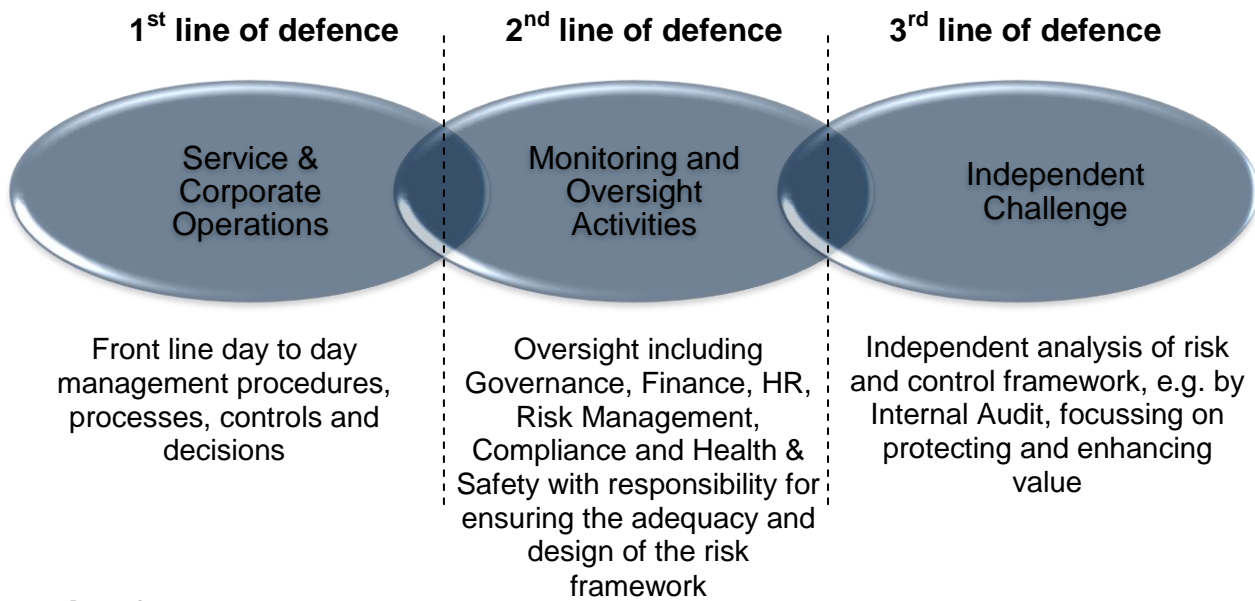 1st line of defence
2nd line of defence
3rd line of defence
Service &
Corporate
Operations
Monitoring and
Oversight
Activities
Independent
Challenge
Front line day to day
management procedures,
processes, controls and
decisions
Oversight including
Governance, Finance, HR,
Risk Management,
Compliance and Health &
Safety with responsibility for
ensuring the adequacy and
design of the risk
framework
Independent analysis of risk
and control framework, e.g. by
Internal Audit, focussing on
protecting and enhancing
value